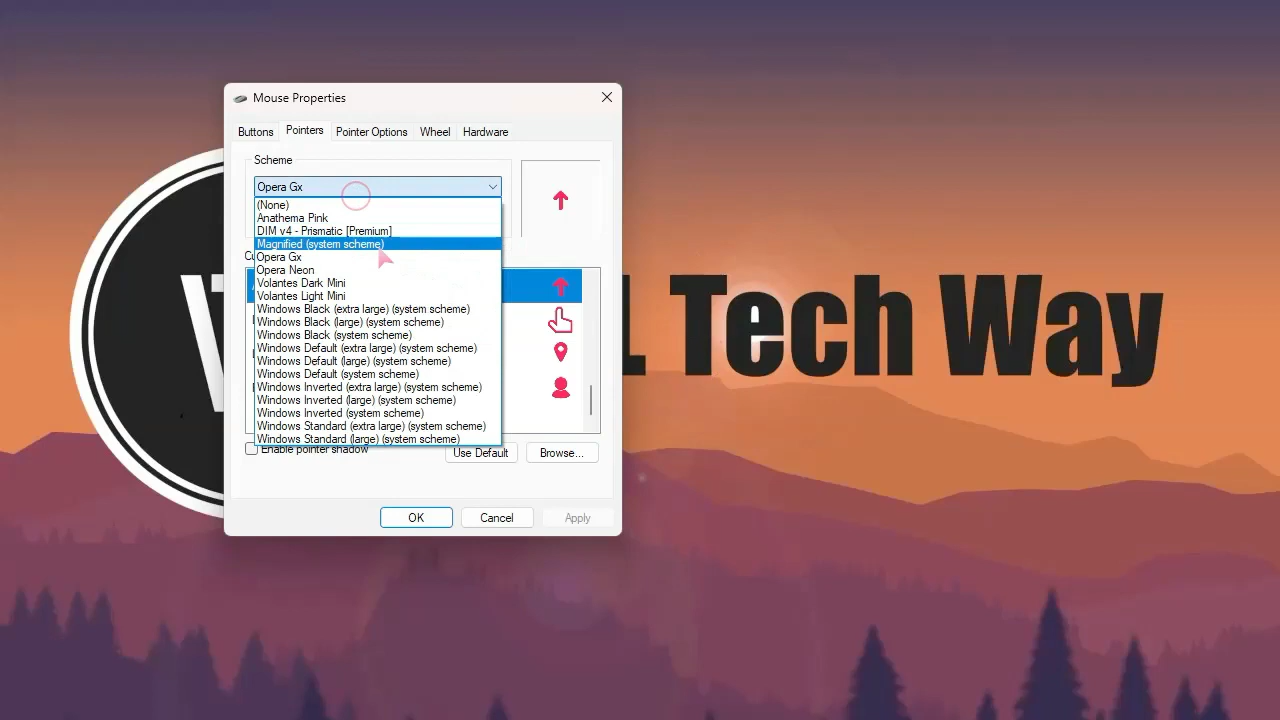 Mouse Properties
Buttons Pointers Pointer Options Wheel Hardware
Scheme
Opera Gx
(None)
Anathema Pink
DIM v4 - Prismatic [Premium]
Magnified (system scheme)
Opera Gx
Opera Neon
Volantes Dark Mini
Volantes Light Mini
Windows Black (extra large) (system scheme)
Windows Black (large) (system scheme)
Windows Black (system scheme)
Windows Default (extra large) (system scheme)
Windows Default (large) (system scheme)
Windows Default (system scheme)
Windows Inverted (extra large) (system scheme)
Windows Inverted (large) (system scheme)
Windows Inverted (system scheme)
Windows Standard (extra large) (system scheme)
Windows Standard (large) (system scheme)
Enable pointer shadow
Use Default Browse...
OK Cancel Apply
Tech Way